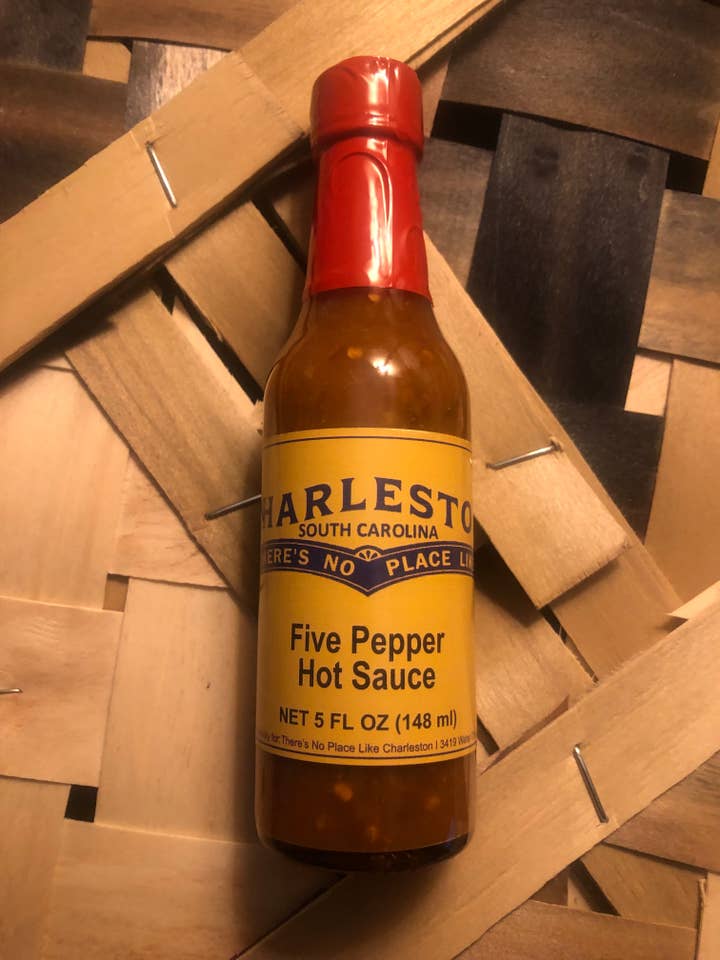 HARLESTO
SOUTH CAROLINA
ERE'S NO PLACE LI
Five Pepper
Hot Sauce
NET 5 FL OZ (148 ml)
for: There's No Place Like Charleston | 3419